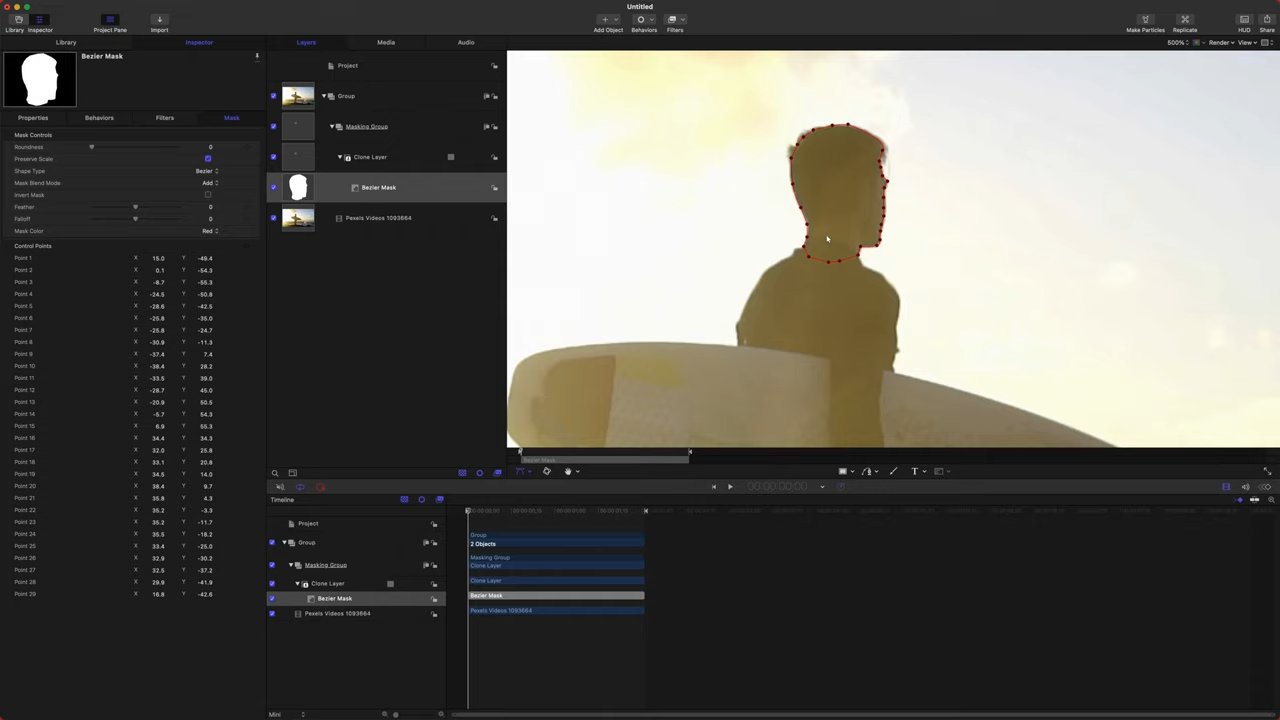 Untitled
Library
Inspector
Project Pane
Import
Add Object
Behaviors
Filters
Make Particles
Replicate
HUD
Share
Library
Inspector
Layers
Media
Audio
500%
Render
View
Bezier Mask
Properties
Behaviors
Filters
Mask
Mask Controls
Roundness 0
Preserve Scale
Shape Type Bezier
Mask Blend Mode Add
Invert Mask
Feather 0
Falloff 0
Mask Color Red
Control Points
Point 1 X 15.0 Y -49.4
Point 2 X 0.1 Y -54.3
Point 3 X -8.7 Y -55.3
Point 4 X -24.5 Y -50.8
Point 5 X -28.6 Y -42.5
Point 6 X -25.8 Y -35.0
Point 7 X -25.8 Y -24.7
Point 8 X -30.9 Y -11.3
Point 9 X -37.4 Y 7.4
Point 10 X -38.4 Y 28.2
Point 11 X -33.5 Y 39.0
Point 12 X -28.7 Y 45.0
Point 13 X -20.9 Y 50.5
Point 14 X -5.7 Y 54.3
Point 15 X 6.9 Y 55.3
Point 16 X 34.4 Y 34.3
Point 17 X 32.0 Y 25.8
Point 18 X 33.1 Y 20.8
Point 19 X 34.5 Y 14.0
Point 20 X 38.4 Y 9.7
Point 21 X 35.8 Y 4.3
Point 22 X 35.2 Y -3.3
Point 23 X 35.5 Y -11.7
Point 24 X 35.5 Y -18.2
Point 25 X 33.4 Y -25.0
Point 26 X 32.9 Y -30.2
Point 27 X 32.5 Y -37.2
Point 28 X 29.9 Y -41.9
Point 29 X 16.8 Y -42.6
Project
Group
Masking Group
Clone Layer
Bezier Mask
Pexels Videos 1093664
Bezier Mask
T
Timeline
Project
Group
Masking Group
Clone Layer
Bezier Mask
Pexels Videos 1093664
Group
2 Objects
Masking Group
Clone Layer
Clone Layer
Bezier Mask
Pexels Videos 1093664
Mini